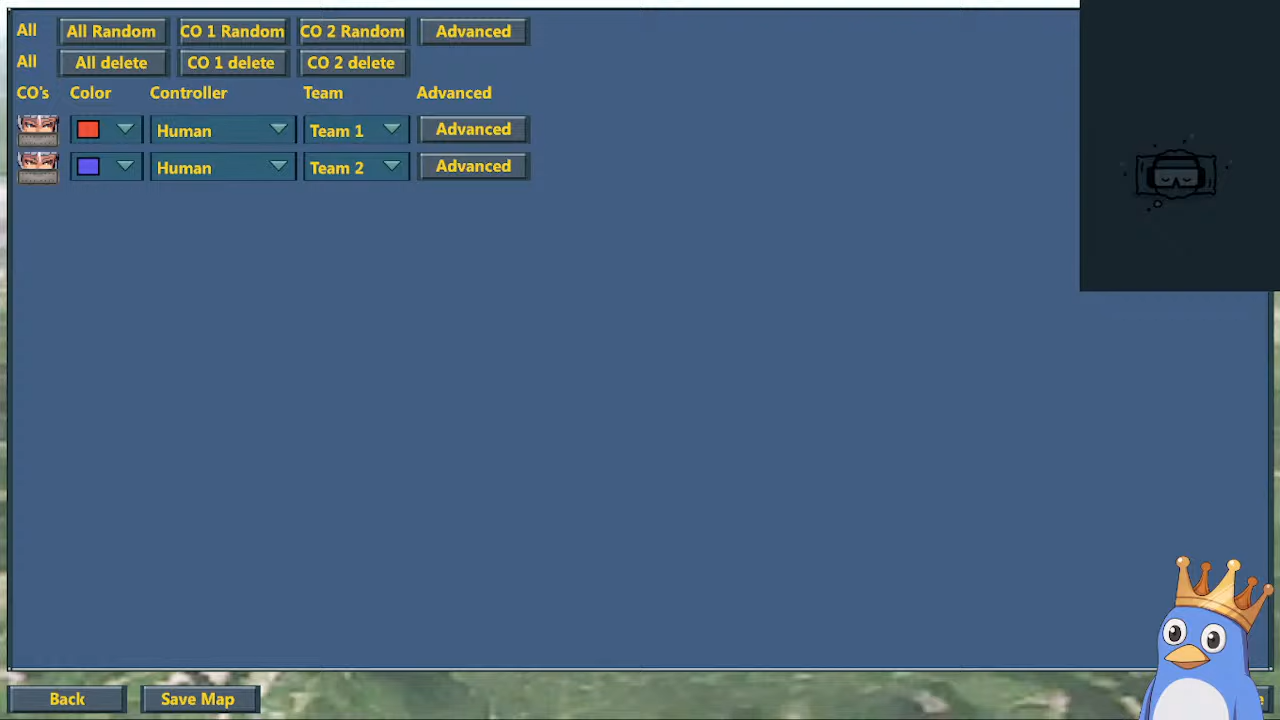 All All Random CO 1 Random CO 2 Random Advanced
All All delete CO 1 delete CO 2 delete
CO's Color Controller Team Advanced
Human Team 1 Advanced
Human Team 2 Advanced
Back Save Map